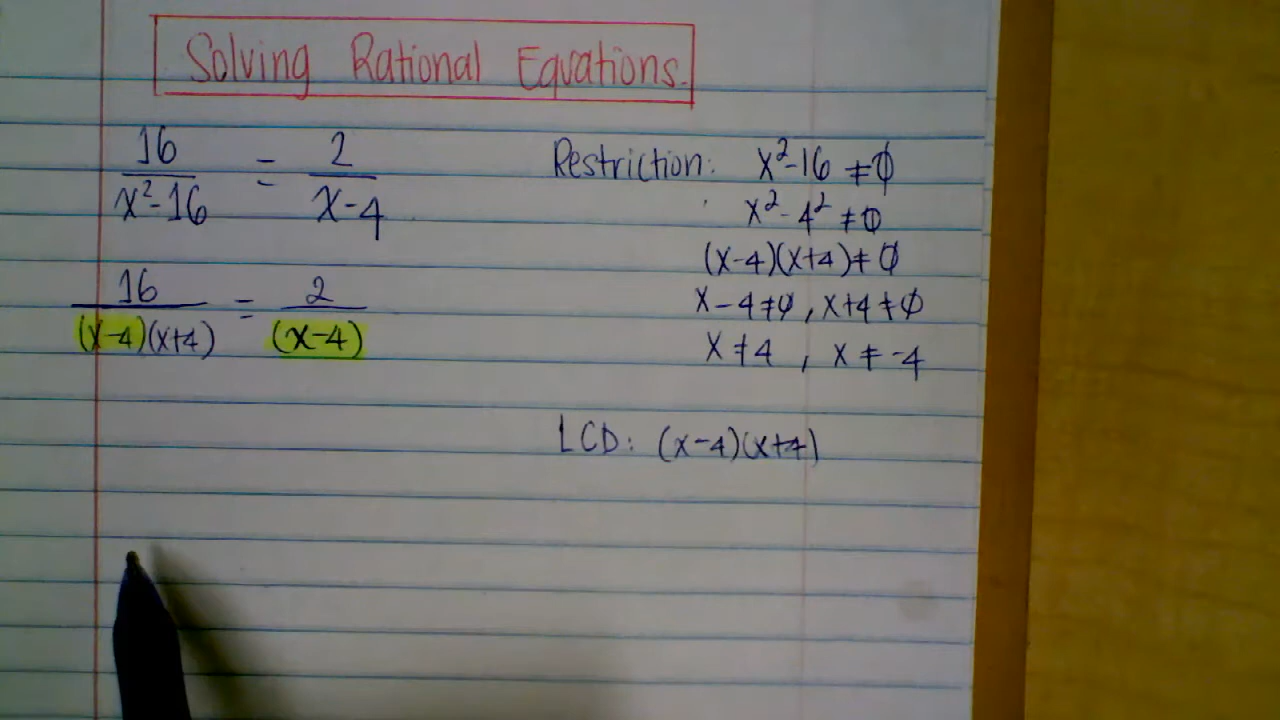 Solving Rational Equations.
16 / x²-16 = 2 / x-4
Restriction: x²-16 ≠ 0
x² - 4² ≠ 0
(x-4)(x+4) ≠ 0
x-4 ≠ 0, x+4 ≠ 0
x ≠ 4, x ≠ -4
16 / (x-4)(x+4) = 2 / (x-4)
LCD: (x-4)(x+4)